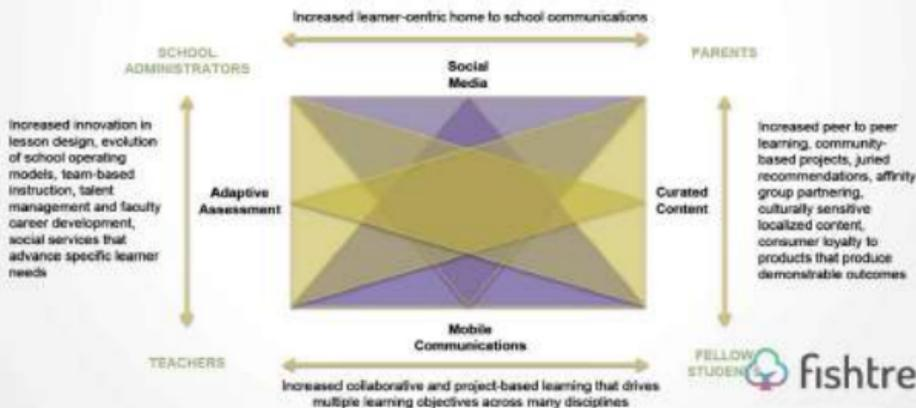 Increased learner-centric home to school communications
SCHOOL
ADMINISTRATORS
PARENTS
Social
Media
Increased innovation in
lesson design, evolution
of school operating
models, team-based
instruction, talent
management and faculty
career development,
social services that
advance specific learner
needs
Adaptive
Assessment
Curated
Content
Increased peer to peer
learning, community-
based projects, juried
recommendations, affinity
group partnering,
culturally sensitive
localized content,
consumer loyalty to
products that produce
demonstrable outcomes
Mobile
Communications
TEACHERS
FELLOW
STUDENTS
fishtre
Increased collaborative and project-based learning that drives
multiple learning objectives across many disciplines